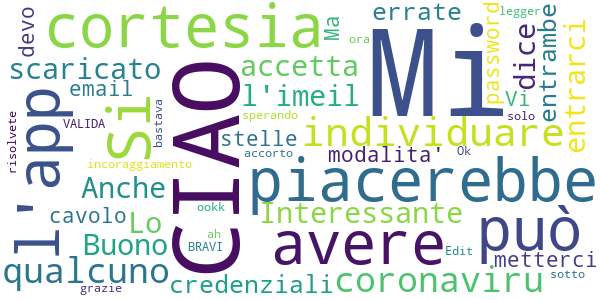 cortesia
Mi
errate
legger
devo
Ma
ora
password
dice
entrambe
entrarci
scaricato
accetta
email
l'imeil
Vi
solo
CIAO
l'app
Si
VALIDA
bastava
sperando
stelle
individuare
risolvete
accorto
modalita'
Ok
incoraggiamento
piacerebbe
Anche
cavolo
Lo
ookk
Interessante
può
Buono
ah
BRAVI
avere
Edit
metterci
qualcuno
credenziali
coronaviru
sotto
grazie